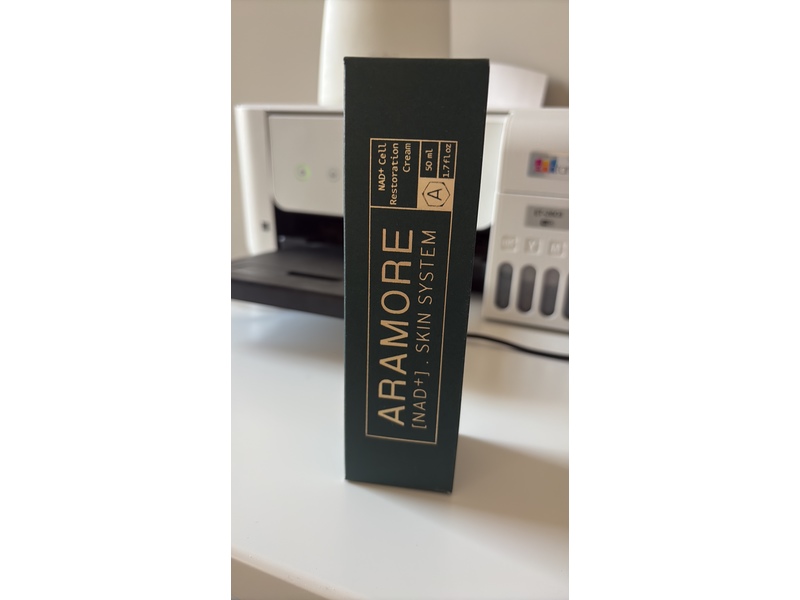 NAD+ Cell
Restoration
Cream
50 ml
1.7 fl oz
A
ARAMORE
[NAD+] . SKIN SYSTEM